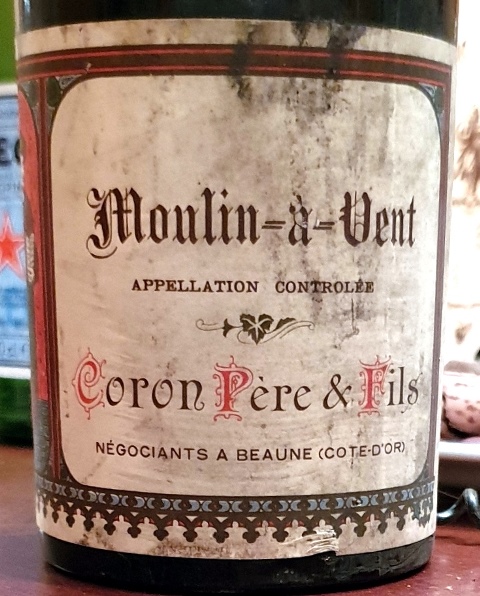 Moulin-à-Vent
APPELLATION CONTROLÉE
Coron Père & Fils
NÉGOCIANTS A BEAUNE (COTE-D'OR)